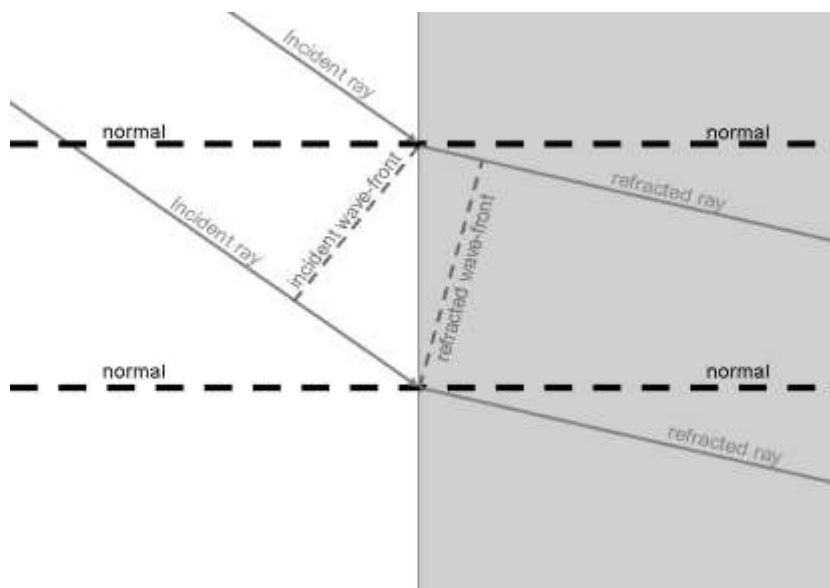 Incident ray
normal
normal
incident wave-front
refracted ray
Incident ray
refracted wave-front
normal
normal
refracted ray